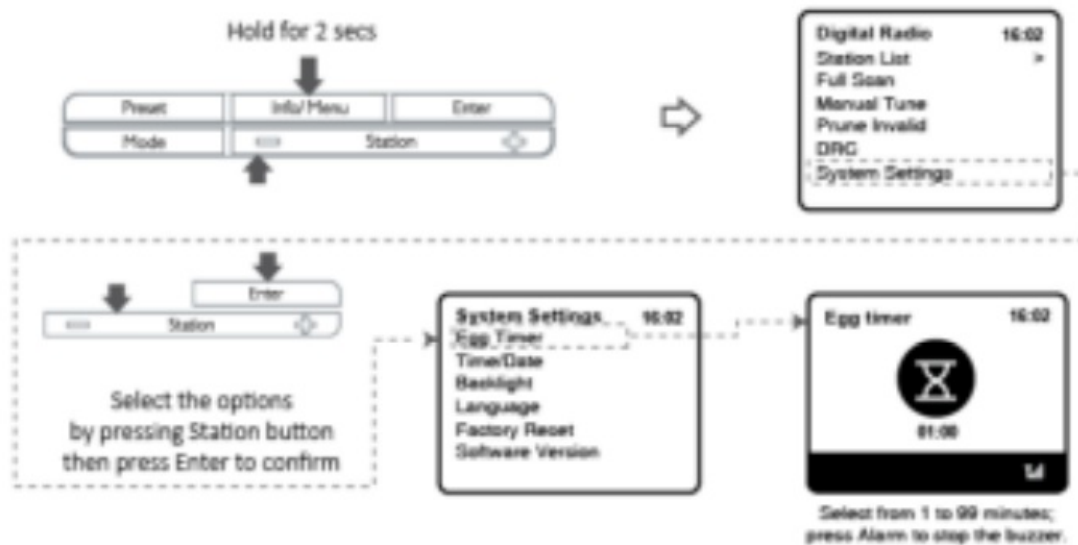 Hold for 2 secs
Preset
Info/ Menu
Enter
Mode
Station
Digital Radio 16:02
Station List >
Full Scan
Manual Tune
Prune Invalid
DRC
System Settings
Enter
Station
Select the options
by pressing Station button
then press Enter to confirm
System Settings 16:02
Egg Timer
Time/Date
Backlight
Language
Factory Reset
Software Version
Egg timer 16:02
01:00
Select from 1 to 99 minutes;
press Alarm to stop the buzzer.